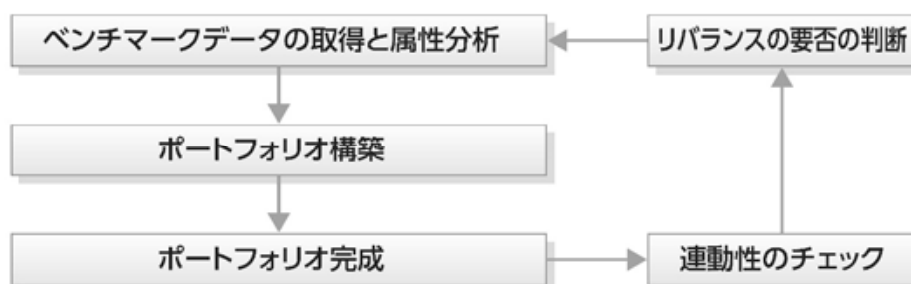 ベンチマークデータの取得と属性分析
リバランスの要否の判断
ポートフォリオ構築
ポートフォリオ完成
連動性のチェック